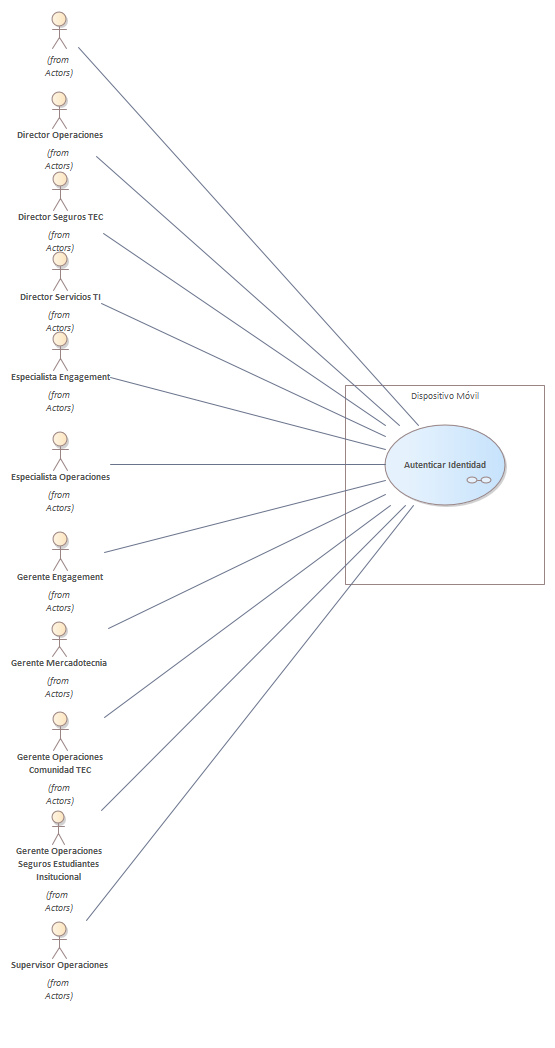 (from
Actors)
Director Operaciones
(from
Actors)
Director Seguros TEC
(from
Actors)
Director Servicios TI
(from
Actors)
Especialista Engagement
(from
Actors)
Especialista Operaciones
(from
Actors)
Gerente Engagement
(from
Actors)
Gerente Mercadotecnia
(from
Actors)
Gerente Operaciones
Comunidad TEC
(from
Actors)
Gerente Operaciones
Seguros Estudiantes
Insitucional
(from
Actors)
Supervisor Operaciones
(from
Actors)
Dispositivo Móvil
Autenticar Identidad